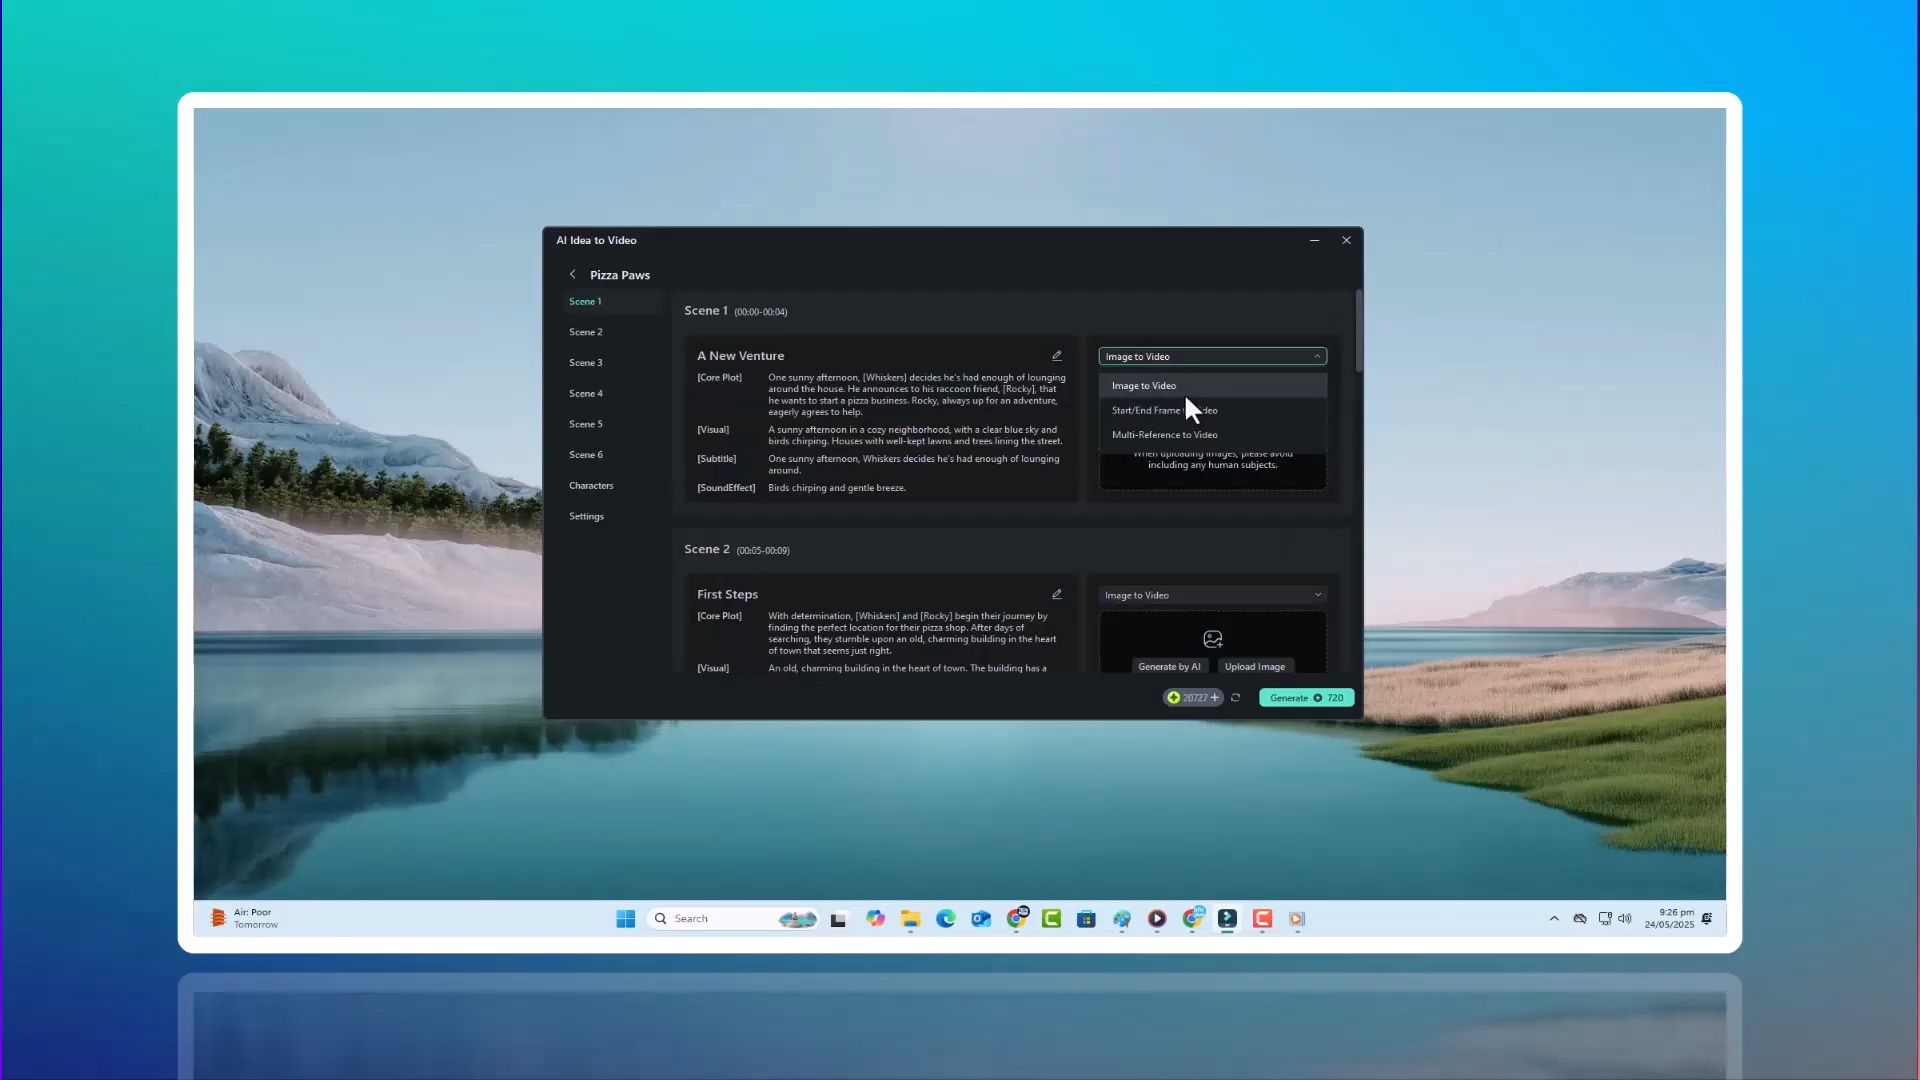 AI Idea to Video
Pizza Paws
Scene 1
Scene 2
Scene 3
Scene 4
Scene 5
Scene 6
Characters
Settings
Scene 1 (00:00-00:04)
A New Venture
[Core Plot] One sunny afternoon, [Whiskers] decides he's had enough of lounging
around the house. He announces to his raccoon friend, [Rocky], that
he wants to start a pizza business. Rocky, always up for an adventure,
eagerly agrees to help.
[Visual] A sunny afternoon in a cozy neighborhood, with a clear blue sky and
birds chirping. Houses with well-kept lawns and trees lining the street.
[Subtitle] One sunny afternoon, Whiskers decides he's had enough of lounging
around.
[SoundEffect] Birds chirping and gentle breeze.
Image to Video
Image to Video
Start/End Frame
Multi-Reference to Video
When uploading images, please avoid
including any human subjects.
Scene 2 (00:05-00:09)
First Steps
[Core Plot] With determination, [Whiskers] and [Rocky] begin their journey by
finding the perfect location for their pizza shop. After days of
searching, they stumble upon an old, charming building in the heart
of town that seems just right.
[Visual] An old, charming building in the heart of town. The building has a
Image to Video
Generate by AI Upload Image
20727 + Generate 720
Air: Poor
Tomorrow
Search
9:26 pm
24/05/2025